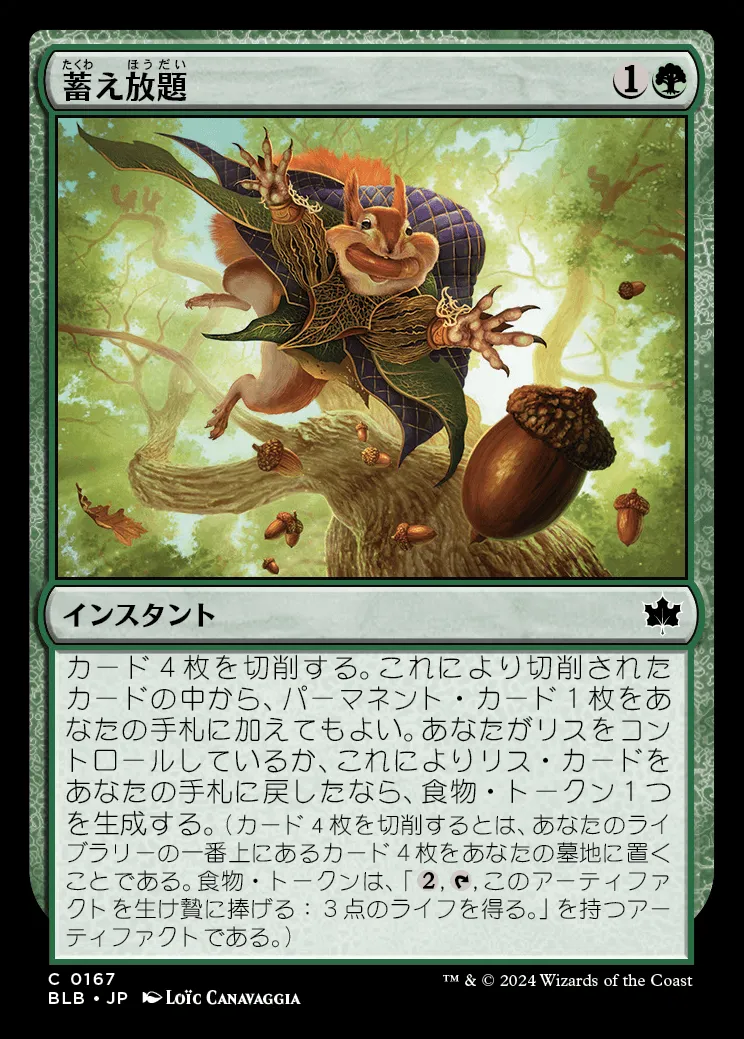 蓄え放題
たくわ ほうだい
1
インスタント
カード4枚を切削する。これにより切削された
カードの中から、パーマネント・カード1枚をあ
なたの手札に加えてもよい。あなたがリスをコン
トロールしているか、これによりリス・カードを
あなたの手札に戻したなら、食物・トークン1つ
を生成する。（カード4枚を切削するとは、あなたのライ
ブラリーの一番上にあるカード4枚をあなたの墓地に置く
ことである。食物・トークンは、「2, ,このアーティファ
クトを生け贄に捧げる：3点のライフを得る。」を持つアー
ティファクトである。）
C 0167
™ & © 2024 Wizards of the Coast
BLB • JP Loïc Canavaggia